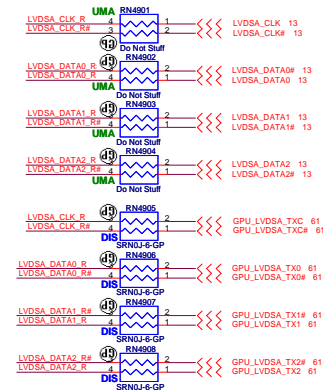 UMA RN4901
LVDSA_CLK_R 4 1 LVDSA_CLK 13
LVDSA_CLK_R# 3 2 LVDSA_CLK# 13
Do Not Stuff
RN4902
LVDSA_DATA0_R# 3 2 LVDSA_DATA0# 13
LVDSA_DATA0_R 4 1 LVDSA_DATA0 13
UMA Do Not Stuff
RN4903
LVDSA_DATA1_R 3 2 LVDSA_DATA1 13
LVDSA_DATA1_R# 4 1 LVDSA_DATA1# 13
UMA Do Not Stuff
RN4904
LVDSA_DATA2_R 3 2 LVDSA_DATA2 13
LVDSA_DATA2_R# 4 1 LVDSA_DATA2# 13
UMA Do Not Stuff
RN4905
LVDSA_CLK_R 3 2 GPU_LVDSA_TXC 61
LVDSA_CLK_R# 4 1 GPU_LVDSA_TXC# 61
DIS SRN0J-6-GP
RN4906
LVDSA_DATA0_R 3 2 GPU_LVDSA_TX0 61
LVDSA_DATA0_R# 4 1 GPU_LVDSA_TX0# 61
DIS SRN0J-6-GP
RN4907
LVDSA_DATA1_R# 3 2 GPU_LVDSA_TX1# 61
LVDSA_DATA1_R 4 1 GPU_LVDSA_TX1 61
DIS SRN0J-6-GP
RN4908
LVDSA_DATA2_R# 3 2 GPU_LVDSA_TX2# 61
LVDSA_DATA2_R 4 1 GPU_LVDSA_TX2 61
DIS SRN0J-6-GP